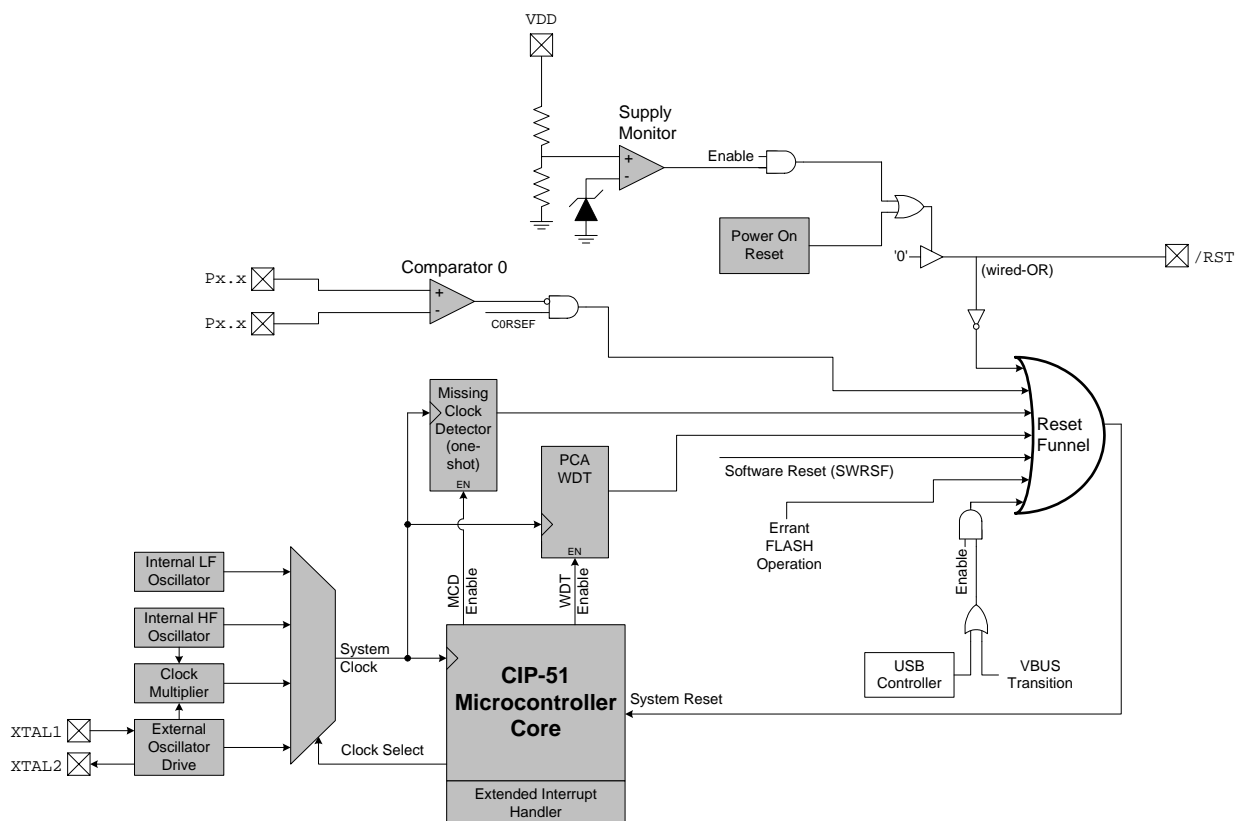 VDD
Supply
Monitor
+
-
Enable
Power On
Reset
'0'
(wired-OR)
/RST
Px.x
Px.x
Comparator 0
+
-
C0RSEF
Missing
Clock
Detector
(one-
shot)
EN
PCA
WDT
EN
Software Reset (SWRSF)
Errant
FLASH
Operation
Reset
Funnel
Enable
USB
Controller
VBUS
Transition
Internal LF
Oscillator
Internal HF
Oscillator
Clock
Multiplier
External
Oscillator
Drive
XTAL1
XTAL2
System
Clock
Clock Select
MCD
Enable
WDT
Enable
CIP-51
Microcontroller
Core
System Reset
Extended Interrupt
Handler